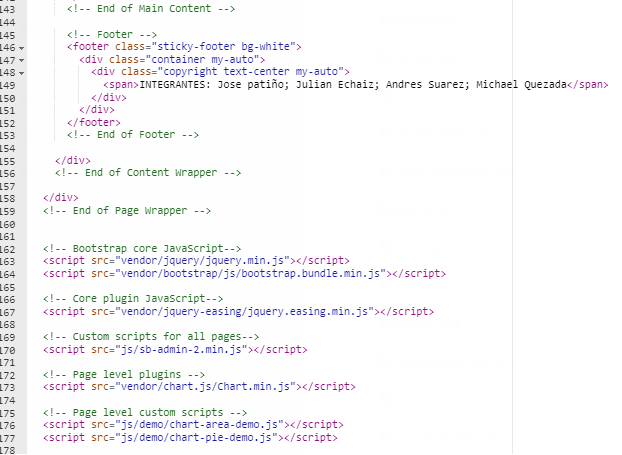 143 <!-- End of Main Content -->
144
145 <!-- Footer -->
146 <footer class="sticky-footer bg-white">
147 <div class="container my-auto">
148 <div class="copyright text-center my-auto">
149 <span>INTEGRANTES: Jose patiño; Julian Echaiz; Andres Suarez; Michael Quezada</span>
150 </div>
151 </div>
152 </footer>
153 <!-- End of Footer -->
154
155 </div>
156 <!-- End of Content Wrapper -->
157
158 </div>
159 <!-- End of Page Wrapper -->
160
161
162 <!-- Bootstrap core JavaScript-->
163 <script src="vendor/jquery/jquery.min.js"></script>
164 <script src="vendor/bootstrap/js/bootstrap.bundle.min.js"></script>
165
166 <!-- Core plugin JavaScript-->
167 <script src="vendor/jquery-easing/jquery.easing.min.js"></script>
168
169 <!-- Custom scripts for all pages-->
170 <script src="js/sb-admin-2.min.js"></script>
171
172 <!-- Page level plugins -->
173 <script src="vendor/chart.js/Chart.min.js"></script>
174
175 <!-- Page level custom scripts -->
176 <script src="js/demo/chart-area-demo.js"></script>
177 <script src="js/demo/chart-pie-demo.js"></script>
178